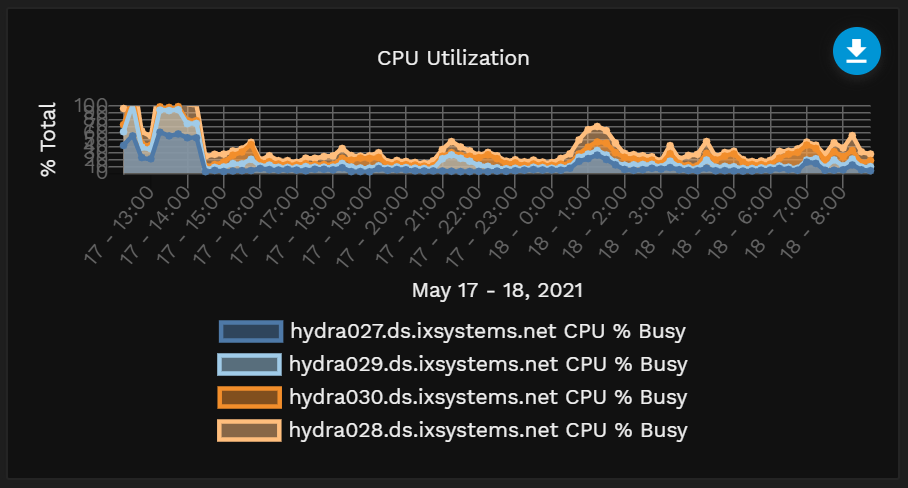 CPU Utilization
% Total
100
0
17 - 13:00
17 - 14:00
17 - 15:00
17 - 16:00
17 - 17:00
17 - 18:00
17 - 19:00
17 - 20:00
17 - 21:00
17 - 22:00
17 - 23:00
18 - 0:00
18 - 1:00
18 - 2:00
18 - 3:00
18 - 4:00
18 - 5:00
18 - 6:00
18 - 7:00
18 - 8:00
May 17 - 18, 2021
hydra027.ds.ixsystems.net CPU % Busy
hydra029.ds.ixsystems.net CPU % Busy
hydra030.ds.ixsystems.net CPU % Busy
hydra028.ds.ixsystems.net CPU % Busy